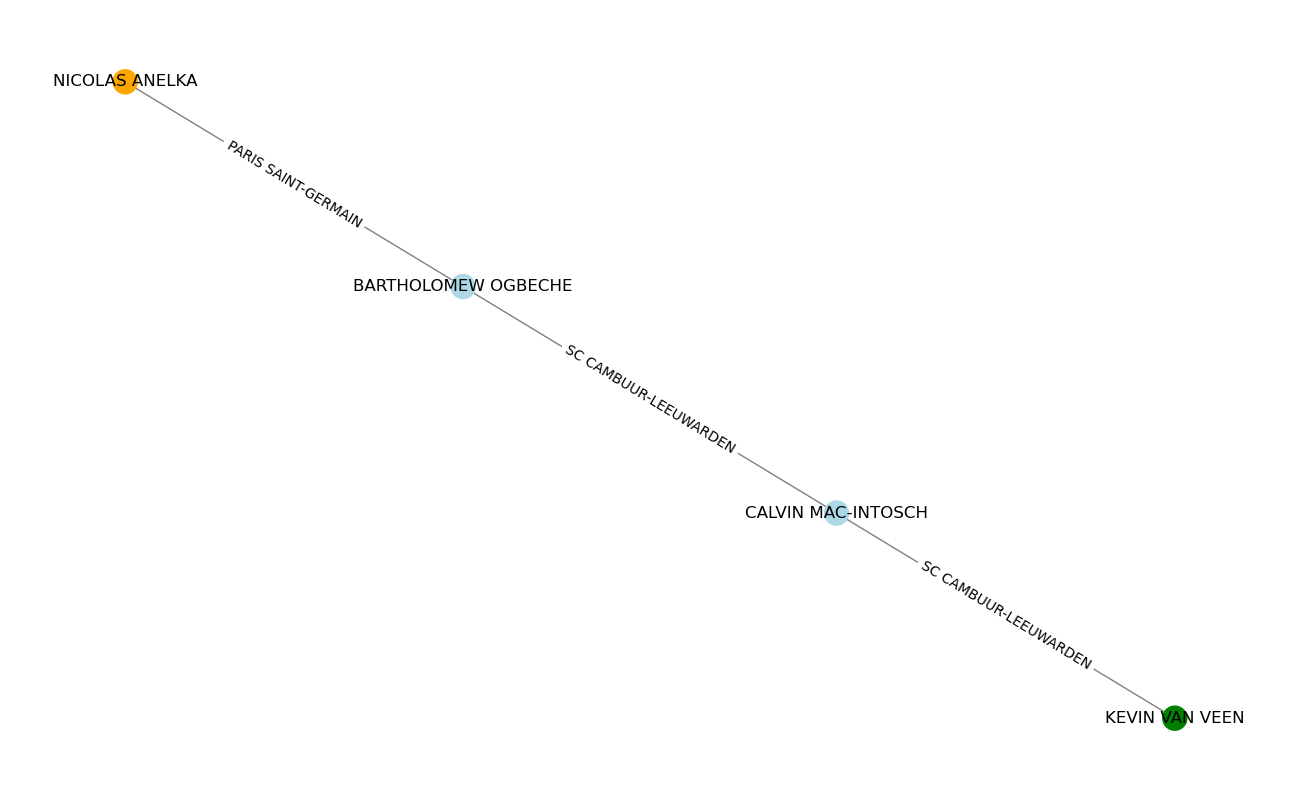 NICOLAS ANELKA
PARIS SAINT-GERMAIN
BARTHOLOMEW OGBECHE
SC CAMBUUR-LEEUWARDEN
CALVIN MAC-INTOSCH
SC CAMBUUR-LEEUWARDEN
KEVIN VAN VEEN